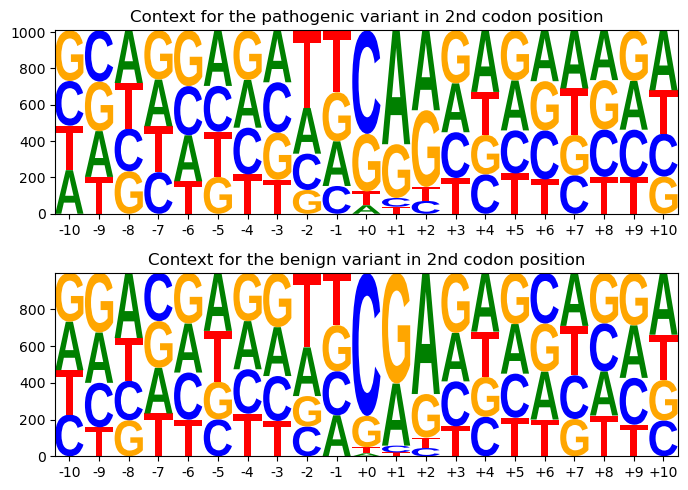 Context for the pathogenic variant in 2nd codon position
1000
800
600
400
200
0
G C A G G A G A T T C A A G A G A A A G A
C G T A C C A C A G G G G A T A G T G A T
T A C T A T C G C A T C T C G C C G C C C
A T G C T G T T G C A T C T C T T C T T G
-10 -9 -8 -7 -6 -5 -4 -3 -2 -1 +0 +1 +2 +3 +4 +5 +6 +7 +8 +9 +10
Context for the benign variant in 2nd codon position
800
600
400
200
0
G G A C G A G G T T C G A G A G C A G G A
A A T G A T A A A G G A G A T A G T C A T
T C C A C G C C G C T C T C G C A C A C G
C T G T T C T T C A A T C T C T T G T T C
-10 -9 -8 -7 -6 -5 -4 -3 -2 -1 +0 +1 +2 +3 +4 +5 +6 +7 +8 +9 +10